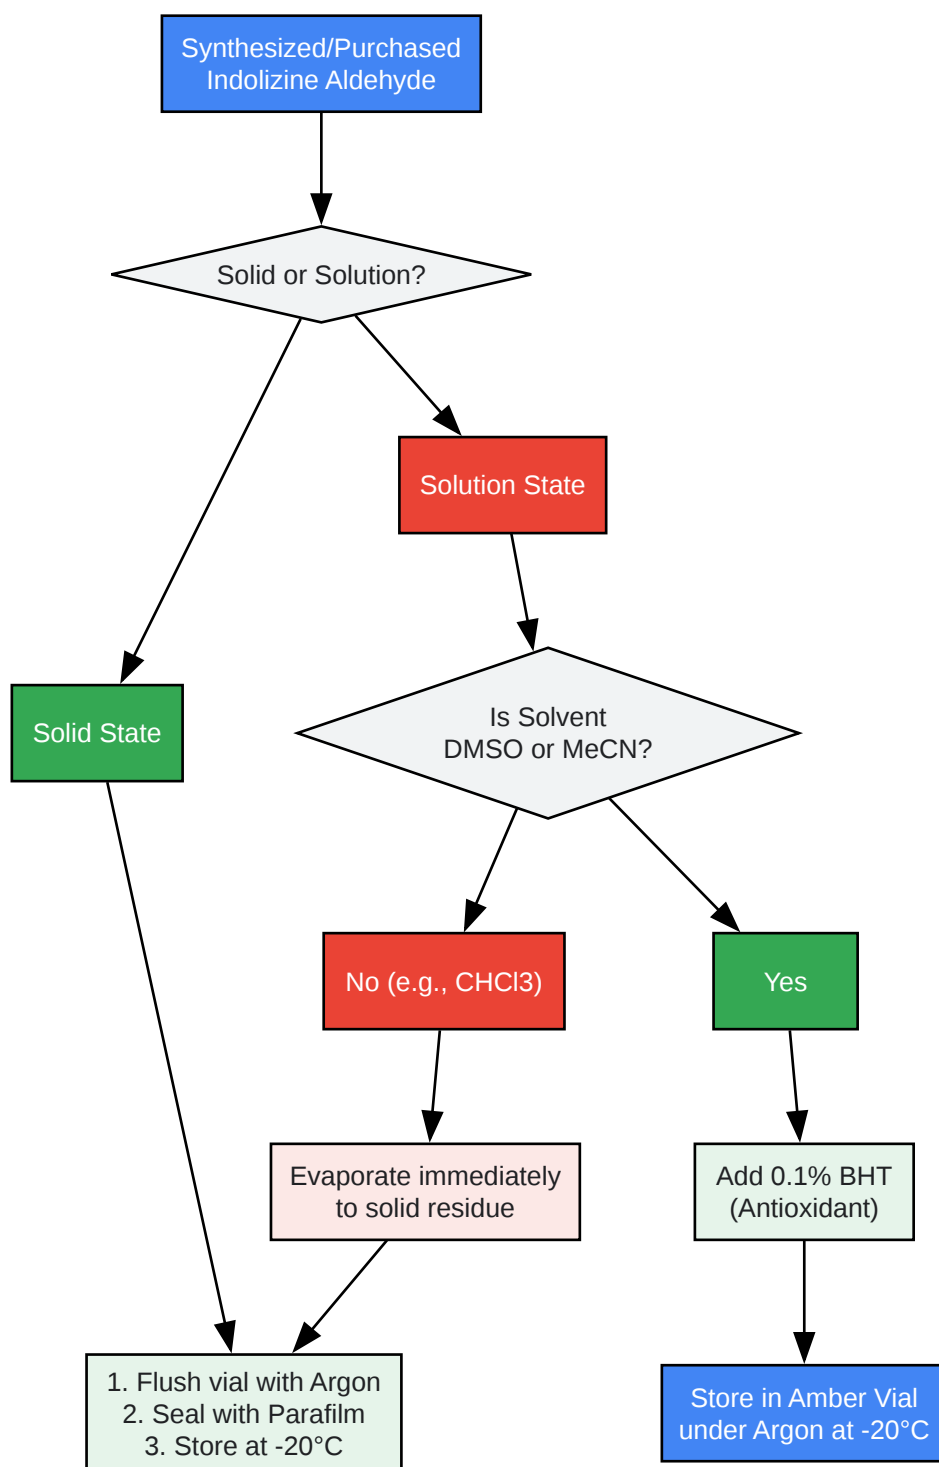 Synthesized/Purchased
Indolizine Aldehyde
Solid or Solution?
Solution State
Solid State
Is Solvent
DMSO or MeCN?
No (e.g., CHCl3)
Yes
Evaporate immediately
to solid residue
Add 0.1% BHT
(Antioxidant)
1. Flush vial with Argon
2. Seal with Parafilm
3. Store at -20°C
Store in Amber Vial
under Argon at -20°C